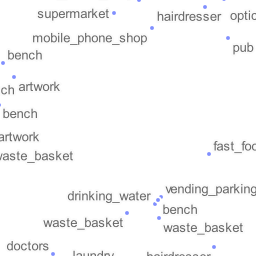 supermarket
hairdresser
optic
mobile_phone_shop
pub
bench
ch
artwork
bench
artwork
waste_basket
fast_foo
drinking_water
vending_parking
bench
waste_basket
waste_basket
doctors
laundry
hairdresser